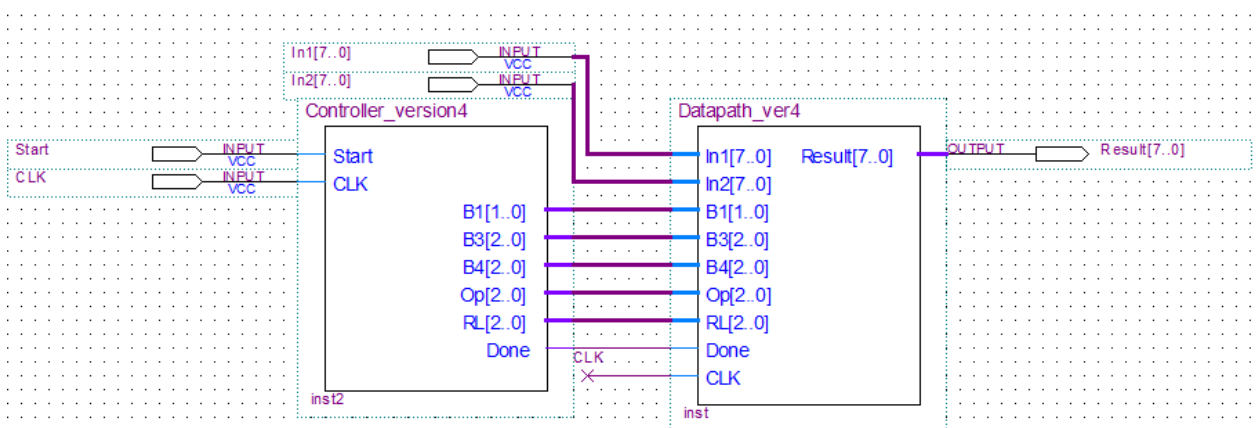 In1[7..0] INPUT VCC
In2[7..0] INPUT VCC
Controller_version4 Datapath_ver4
Start INPUT VCC Start In1[7..0] Result[7..0] OUTPUT Result[7..0]
CLK INPUT VCC CLK In2[7..0]
B1[1..0] B1[1..0]
B3[2..0] B3[2..0]
B4[2..0] B4[2..0]
Op[2..0] Op[2..0]
RL[2..0] RL[2..0]
Done Done
CLK CLK
inst2 inst